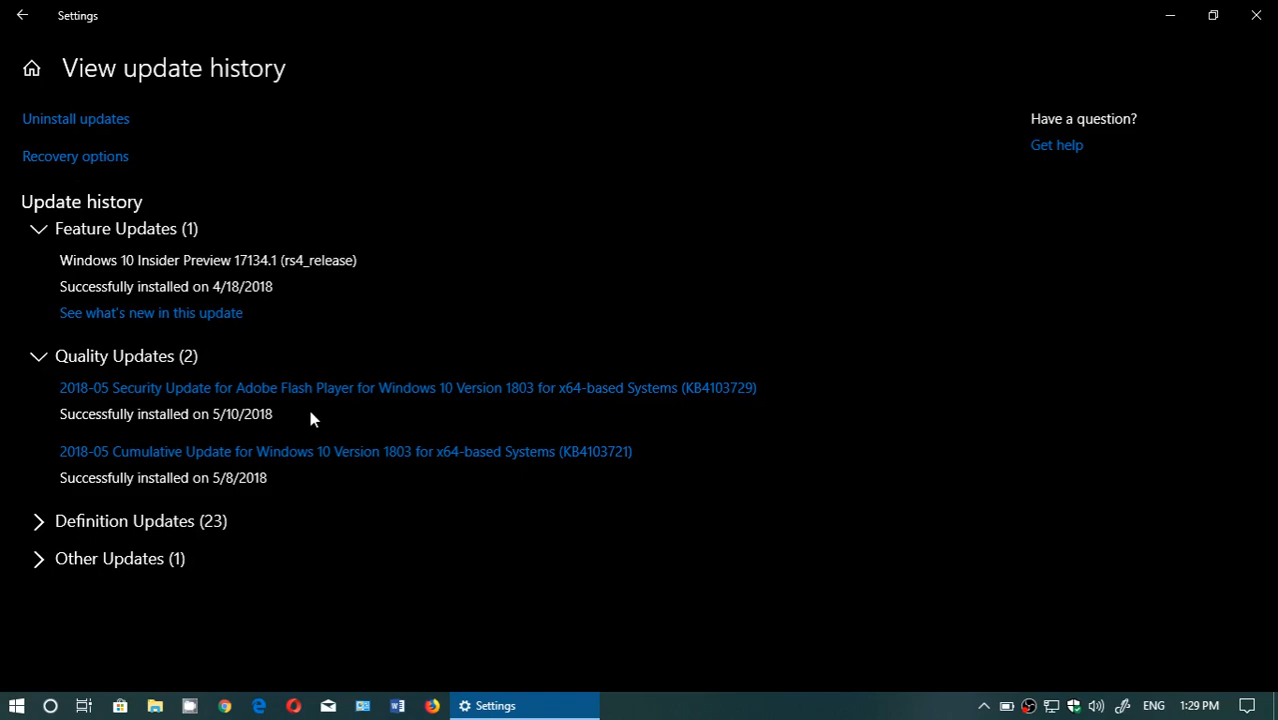 Settings
View update history
Uninstall updates
Have a question?
Recovery options
Get help
Update history
Feature Updates (1)
Windows 10 Insider Preview 17134.1 (rs4_release)
Successfully installed on 4/18/2018
See what's new in this update
Quality Updates (2)
2018-05 Security Update for Adobe Flash Player for Windows 10 Version 1803 for x64-based Systems (KB4103729)
Successfully installed on 5/10/2018
2018-05 Cumulative Update for Windows 10 Version 1803 for x64-based Systems (KB4103721)
Successfully installed on 5/8/2018
Definition Updates (23)
Other Updates (1)
Settings
ENG
1:29 PM